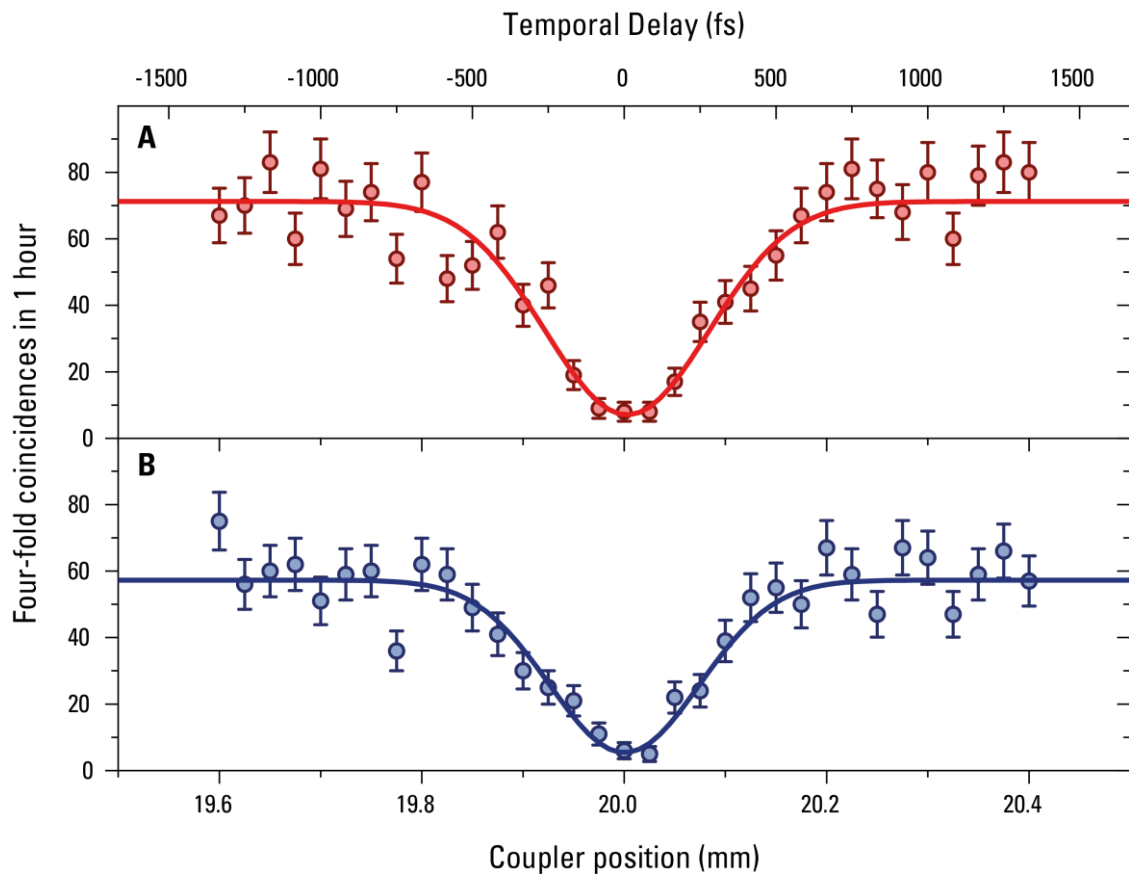 Temporal Delay (fs)
-1500 -1000 -500 0 500 1000 1500
A
80
60
40
20
0
Four-fold coincidences in 1 hour
B
80
60
40
20
0
19.6 19.8 20.0 20.2 20.4
Coupler position (mm)